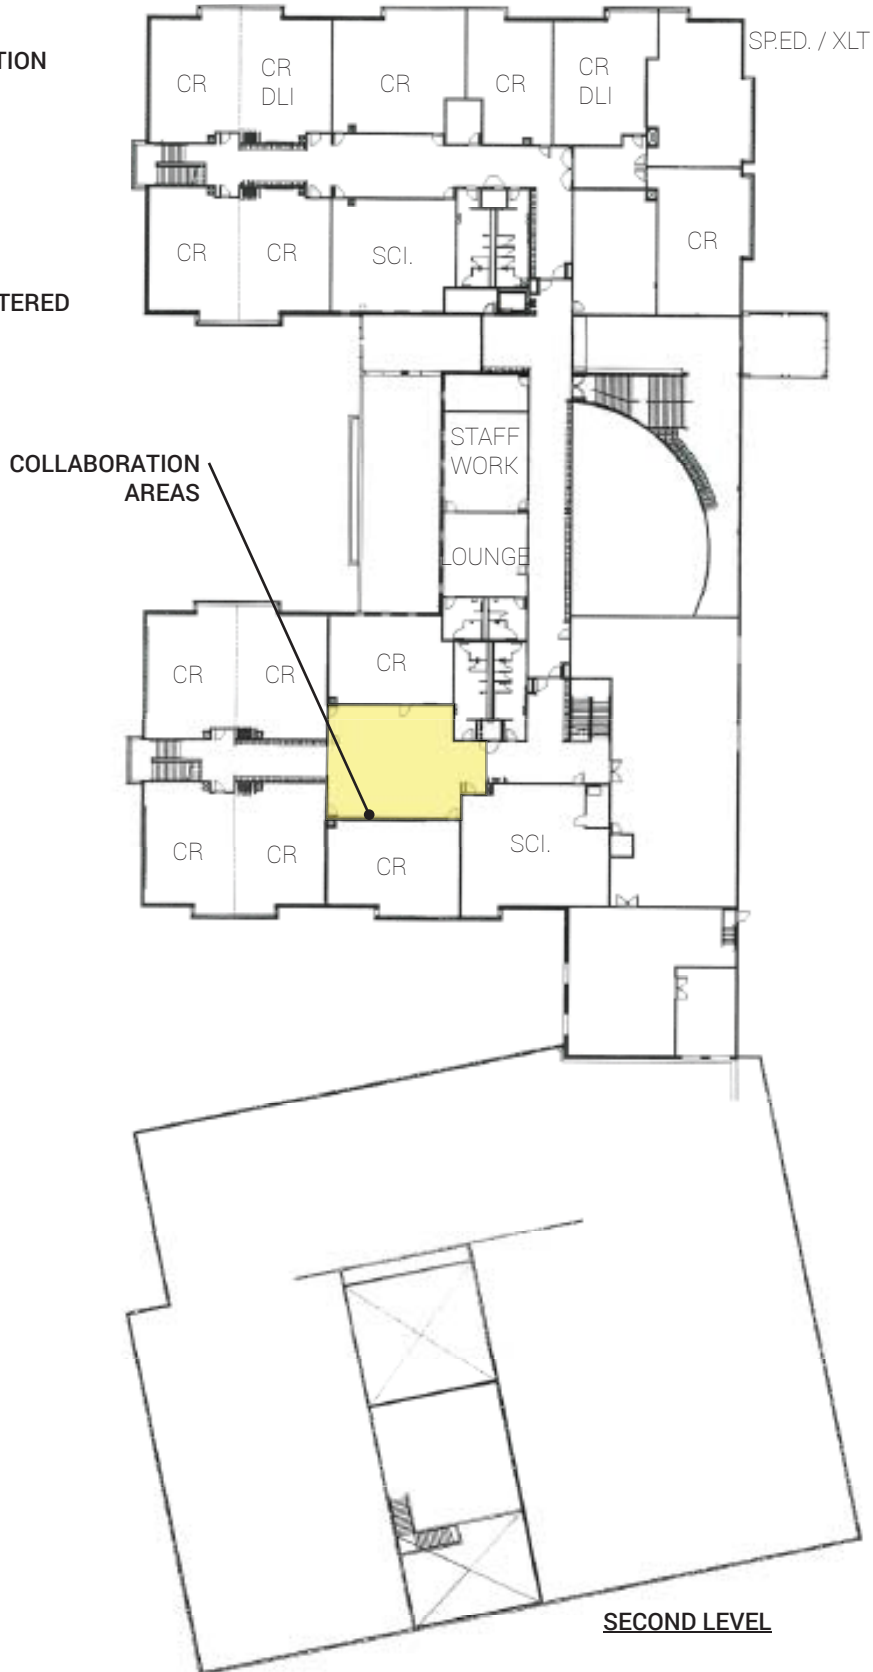 TION
SP.ED. / XLT
CR
CR
DLI
CR
CR
CR
DLI
CR
CR
SCI.
CR
TERED
STAFF
WORK
COLLABORATION
AREAS
LOUNGE
CR
CR
CR
CR
CR
CR
SCI.
SECOND LEVEL